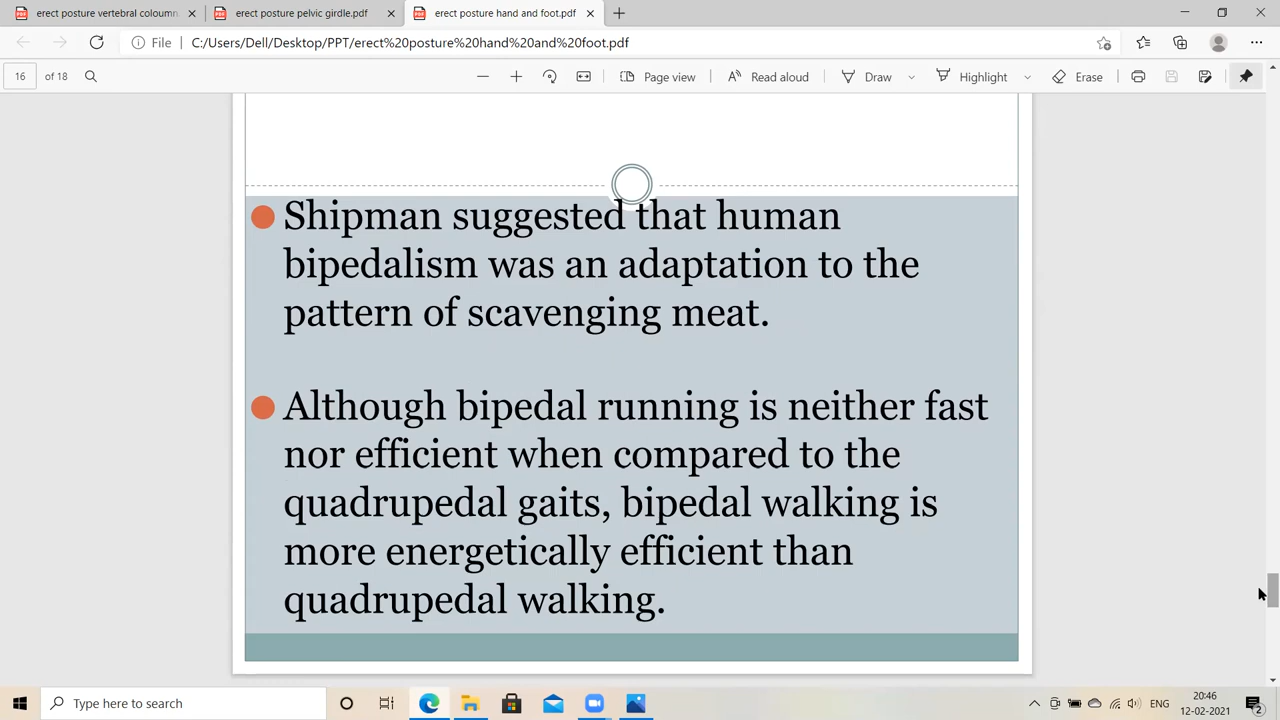 erect posture vertebral coloumn
erect posture pelvic girdle.pdf
erect posture hand and foot.pdf
File
C:/Users/Dell/Desktop/PPT/erect%20posture%20hand%20and%20foot.pdf
16 of 18
Page view
Read aloud
Draw
Highlight
Erase
Shipman suggested that human
bipedalism was an adaptation to the
pattern of scavenging meat.
Although bipedal running is neither fast
nor efficient when compared to the
quadrupedal gaits, bipedal walking is
more energetically efficient than
quadrupedal walking.
Type here to search
ENG
20:46
12-02-2021
2